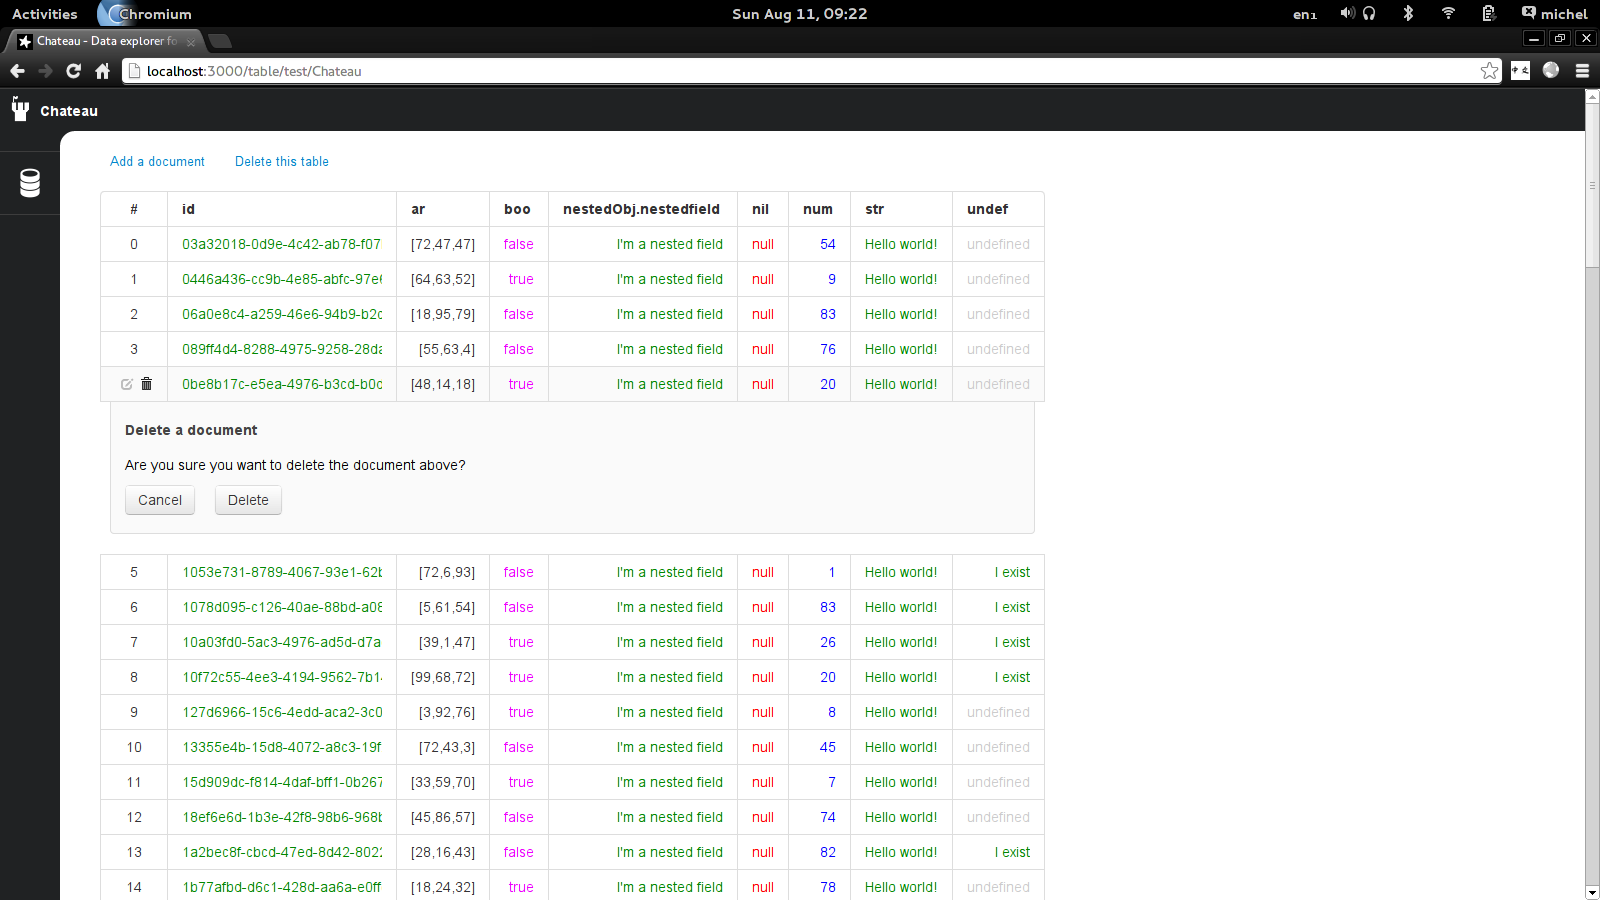 Activities Chromium Sun Aug 11, 09:22 en1 michel
Chateau - Data explorer fo
localhost:3000/table/test/Chateau
Chateau
Add a document Delete this table
# id ar boo nestedObj.nestedfield nil num str undef
0 03a32018-0d9e-4c42-ab78-f07 [72,47,47] false I'm a nested field null 54 Hello world! undefined
1 0446a436-cc9b-4e85-abfc-97e6 [64,63,52] true I'm a nested field null 9 Hello world! undefined
2 06a0e8c4-a259-46e6-94b9-b2c [18,95,79] false I'm a nested field null 83 Hello world! undefined
3 089ff4d4-8288-4975-9258-28da [55,63,4] false I'm a nested field null 76 Hello world! undefined
0be8b17c-e5ea-4976-b3cd-b0c [48,14,18] true I'm a nested field null 20 Hello world! undefined
Delete a document
Are you sure you want to delete the document above?
Cancel Delete
5 1053e731-8789-4067-93e1-62b [72,6,93] false I'm a nested field null 1 Hello world! I exist
6 1078d095-c126-40ae-88bd-a08 [5,61,54] false I'm a nested field null 83 Hello world! I exist
7 10a03fd0-5ac3-4976-ad5d-d7a [39,1,47] true I'm a nested field null 26 Hello world! I exist
8 10f72c55-4ee3-4194-9562-7b14 [99,68,72] true I'm a nested field null 20 Hello world! I exist
9 127d6966-15c6-4edd-aca2-3c0 [3,92,76] true I'm a nested field null 8 Hello world! undefined
10 13355e4b-15d8-4072-a8c3-19f [72,43,3] false I'm a nested field null 45 Hello world! undefined
11 15d909dc-f814-4daf-bff1-0b267 [33,59,70] true I'm a nested field null 7 Hello world! undefined
12 18ef6e6d-1b3e-42f8-98b6-968b [45,86,57] false I'm a nested field null 74 Hello world! undefined
13 1a2bec8f-cbcd-47ed-8d42-8022 [28,16,43] false I'm a nested field null 82 Hello world! I exist
14 1b77afbd-d6c1-428d-aa6a-e0ff [18,24,32] true I'm a nested field null 78 Hello world! undefined